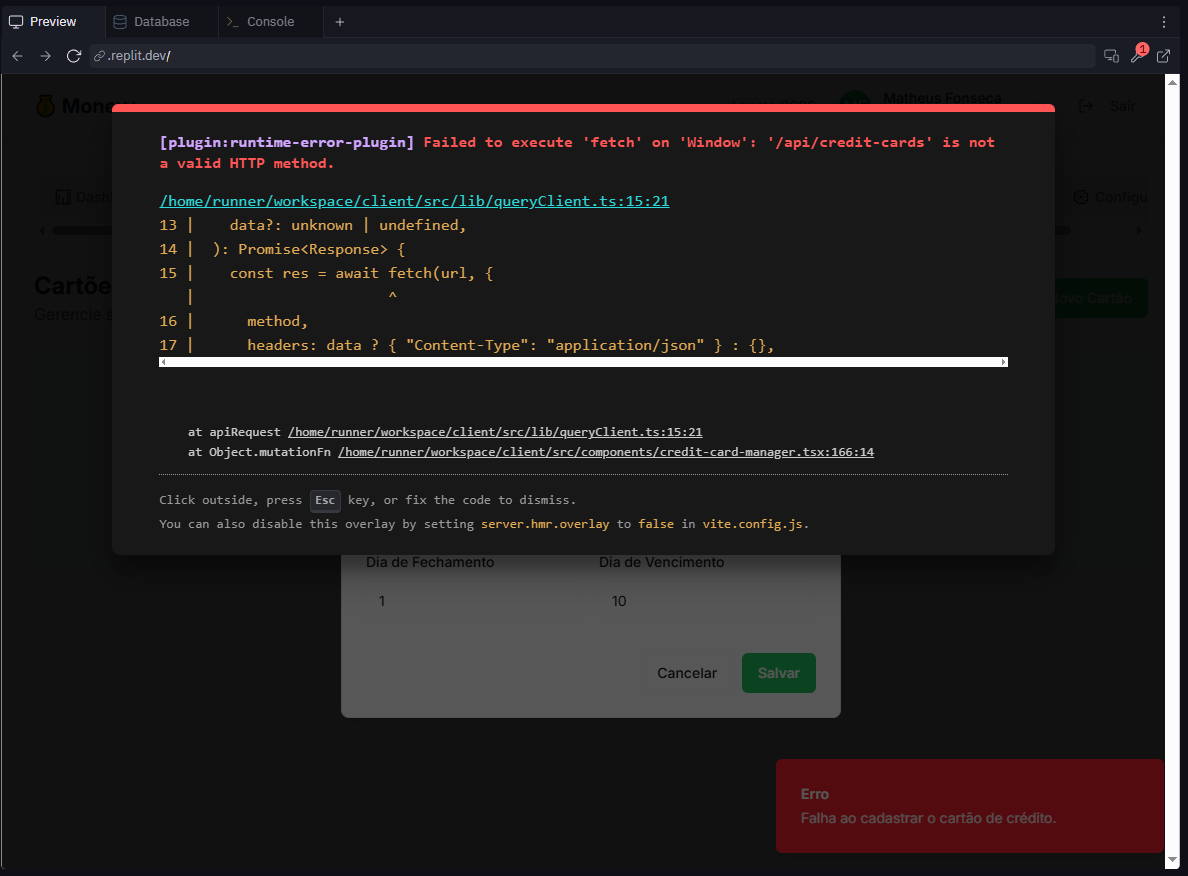 Preview
Database
>_ Console
+
.replit.dev/
1
Mone
Matheus Fonseca
Sair
[plugin:runtime-error-plugin] Failed to execute 'fetch' on 'Window': '/api/credit-cards' is not
a valid HTTP method.
Dash
Configu
/home/runner/workspace/client/src/lib/queryClient.ts:15:21
13 | data?: unknown | undefined,
14 | ): Promise<Response> {
15 | const res = await fetch(url, {
| ^
16 | method,
17 | headers: data ? { "Content-Type": "application/json" } : {},
Cartõe
Gerencie s
ovo Cartão
at apiRequest /home/runner/workspace/client/src/lib/queryClient.ts:15:21
at Object.mutationFn /home/runner/workspace/client/src/components/credit-card-manager.tsx:166:14
Click outside, press Esc key, or fix the code to dismiss.
You can also disable this overlay by setting server.hmr.overlay to false in vite.config.js.
Dia de Fechamento
Dia de Vencimento
1
10
Cancelar
Salvar
Erro
Falha ao cadastrar o cartão de crédito.